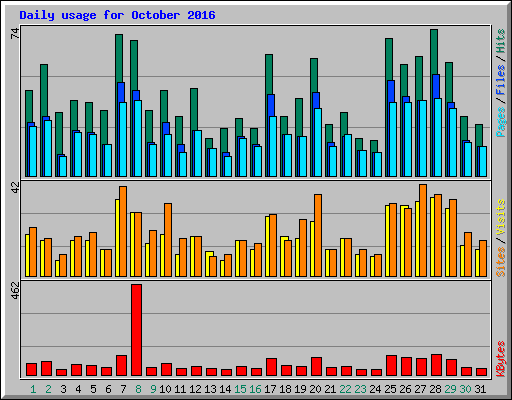 Daily usage for October 2016
74
Pages / Files / Hits
42
Sites / Visits
462
KBytes
1 2 3 4 5 6 7 8 9 10 11 12 13 14 15 16 17 18 19 20 21 22 23 24 25 26 27 28 29 30 31